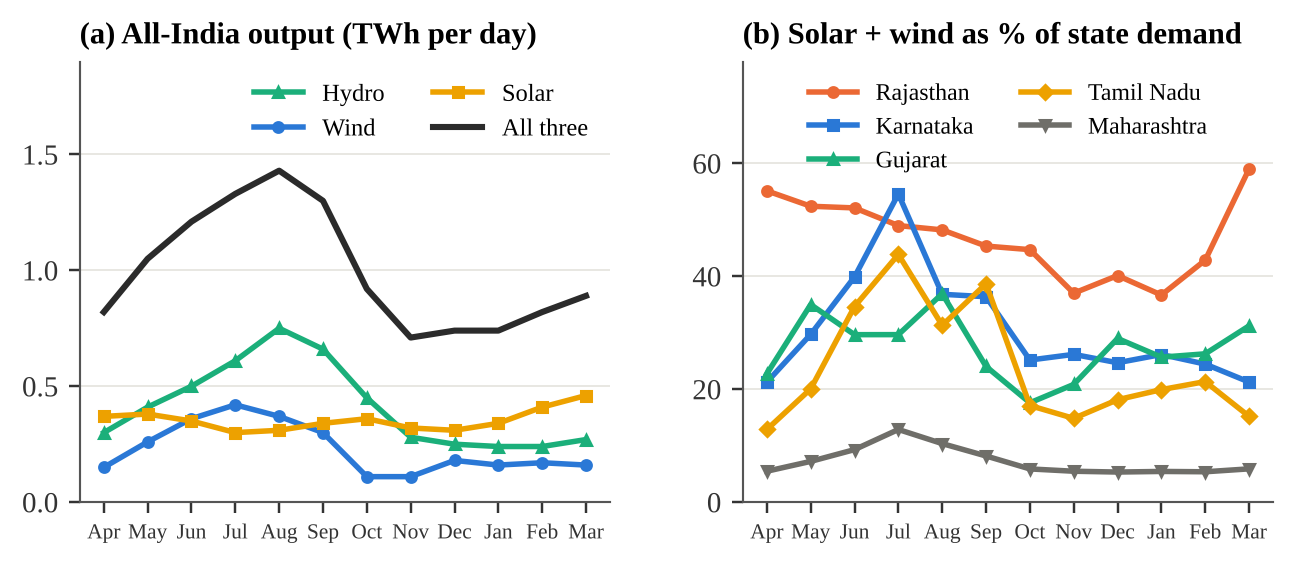 (a) All-India output (TWh per day)
Hydro
Solar
Wind
All three
1.5
1.0
0.5
0.0
Apr May Jun Jul Aug Sep Oct Nov Dec Jan Feb Mar
(b) Solar + wind as % of state demand
Rajasthan
Tamil Nadu
Karnataka
Maharashtra
Gujarat
60
40
20
0
Apr May Jun Jul Aug Sep Oct Nov Dec Jan Feb Mar